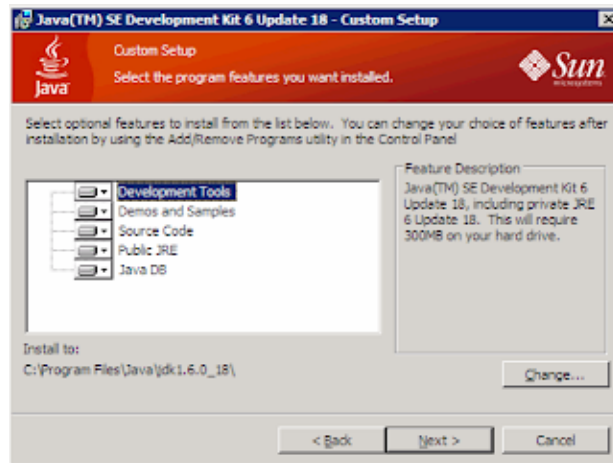 Java(TM) SE Development Kit 6 Update 18 - Custom Setup
Java
Custom Setup
Select the program features you want installed.
Sun
microsystems
Select optional features to install from the list below. You can change your choice of features after
installation by using the Add/Remove Programs utility in the Control Panel
Development Tools
Demos and Samples
Source Code
Public JRE
Java DB
Feature Description
Java(TM) SE Development Kit 6
Update 18, including private JRE
6 Update 18. This will require
300MB on your hard drive.
Install to:
C:\Program Files\Java\jdk1.6.0_18\
Change...
< Back
Next >
Cancel